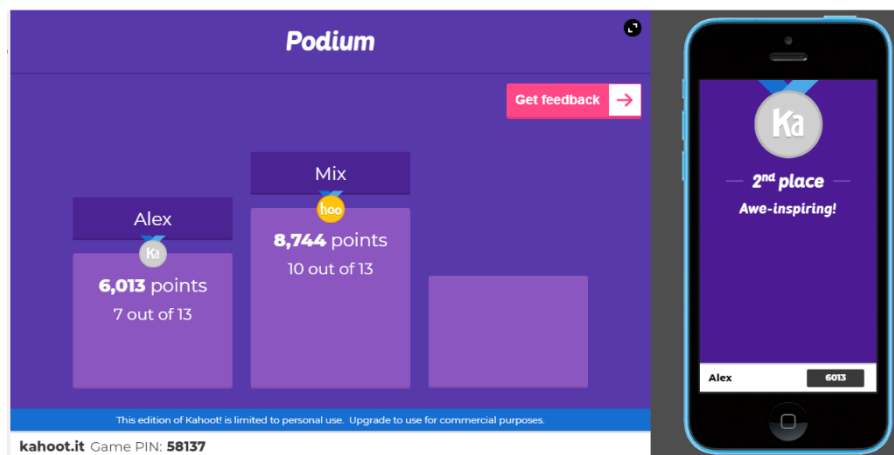 Podium
Get feedback
Mix
hoo
8,744 points
10 out of 13
Alex
Ka
6,013 points
7 out of 13
This edition of Kahoot! is limited to personal use. Upgrade to use for commercial purposes.
kahoot.it Game PIN: 58137
Ka
2nd place
Awe-inspiring!
Alex 6013